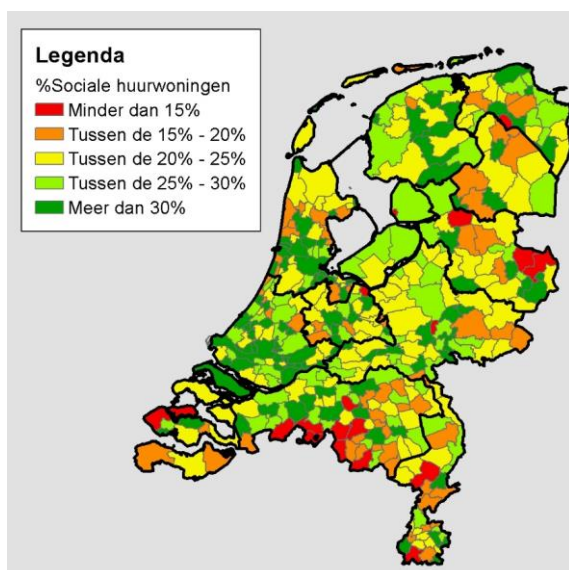 Legenda
%Sociale huurwoningen
Minder dan 15%
Tussen de 15% - 20%
Tussen de 20% - 25%
Tussen de 25% - 30%
Meer dan 30%